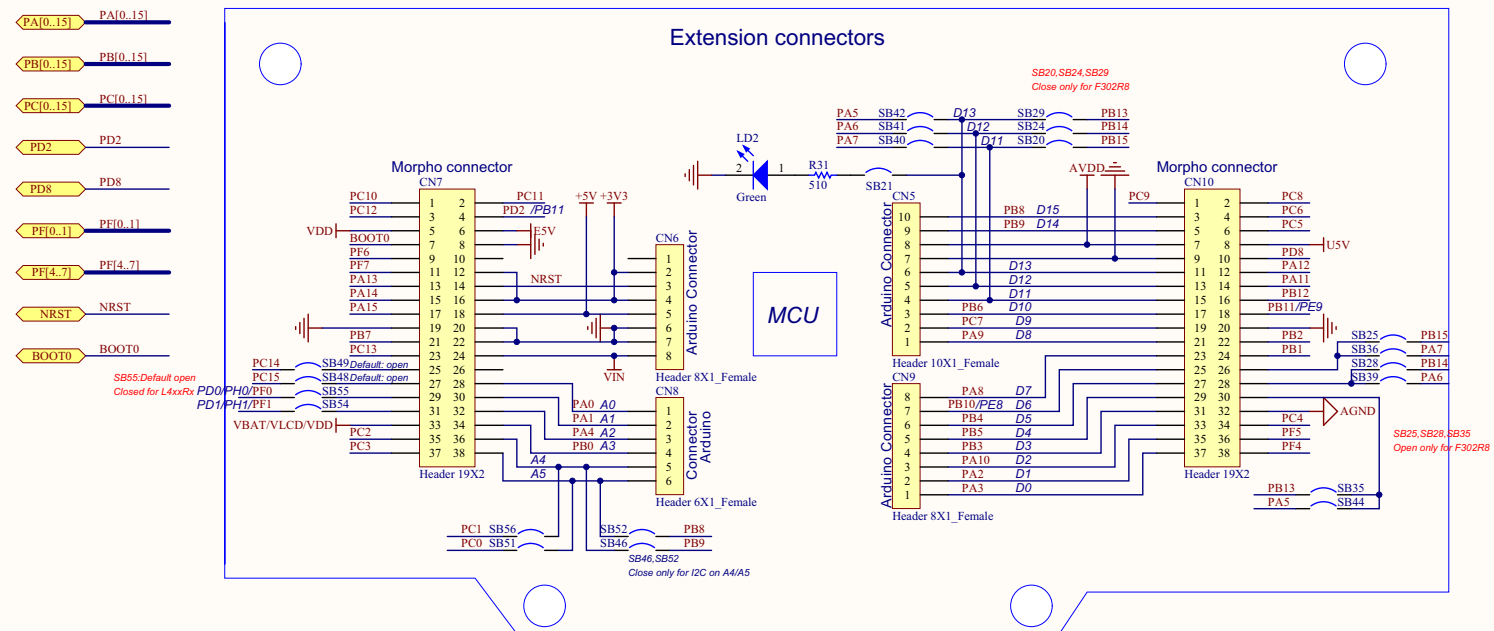 Extension connectors
PA[0..15] PA[0..15]
PB[0..15] PB[0..15]
PC[0..15] PC[0..15]
PD2 PD2
PD8 PD8
PF[0..1] PF[0..1]
PF[4..7] PF[4..7]
NRST NRST
BOOT0 BOOT0
Morpho connector
CN7
PC10 1 2 PC11
PC12 3 4 PD2 /PB11
VDD 5 6 E5V
BOOT0 7 8
PF6 9 10
PF7 11 12
PA13 13 14 NRST
PA14 15 16
PA15 17 18
19 20
PB7 21 22
PC13 23 24
PC14 SB49 Default: open 25 26
PC15 SB48 Default: open 27 28
PD0/PH0/PF0 SB55 29 30
PD1/PH1/PF1 SB54 31 32
VBAT/VLCD/VDD 33 34
PC2 35 36
PC3 37 38
Header 19X2
SB55:Default open
Closed for L4xxRx
+5V +3V3
CN6
1
2
3
4
5
6
7
8
Arduino Connector
Header 8X1_Female
VIN
CN8
PA0 A0 1
PA1 A1 2
PA4 A2 3
PB0 A3 4
A4 5
A5 6
Connector
Arduino
Header 6X1_Female
PC1 SB56 SB52 PB8
PC0 SB51 SB46 PB9
SB46,SB52
Close only for I2C on A4/A5
LD2
2 1
Green
R31
510
SB21
MCU
SB20,SB24,SB29
Close only for F302R8
PA5 SB42 D13 SB29 PB13
PA6 SB41 D12 SB24 PB14
PA7 SB40 D11 SB20 PB15
AVDD
CN5
10 PB8 D15
9 PB9 D14
8
7
6 D13
5 D12
4 D11
3 PB6 D10
2 PC7 D9
1 PA9 D8
Arduino Connector
Header 10X1_Female
CN9
8 PA8 D7
7 PB10/PE8 D6
6 PB4 D5
5 PB5 D4
4 PB3 D3
3 PA10 D2
2 PA2 D1
1 PA3 D0
Arduino Connector
Header 8X1_Female
Morpho connector
CN10
PC9 1 2 PC8
3 4 PC6
5 6 PC5
7 8 U5V
9 10 PD8
11 12 PA12
13 14 PA11
15 16 PB12
17 18 PB11/PE9
19 20
21 22 PB2
23 24 PB1
25 26
27 28
29 30
31 32 AGND
33 34 PC4
35 36 PF5
37 38 PF4
Header 19X2
SB25 PB15
SB36 PA7
SB28 PB14
SB39 PA6
SB25,SB28,SB35
Open only for F302R8
PB13 SB35
PA5 SB44